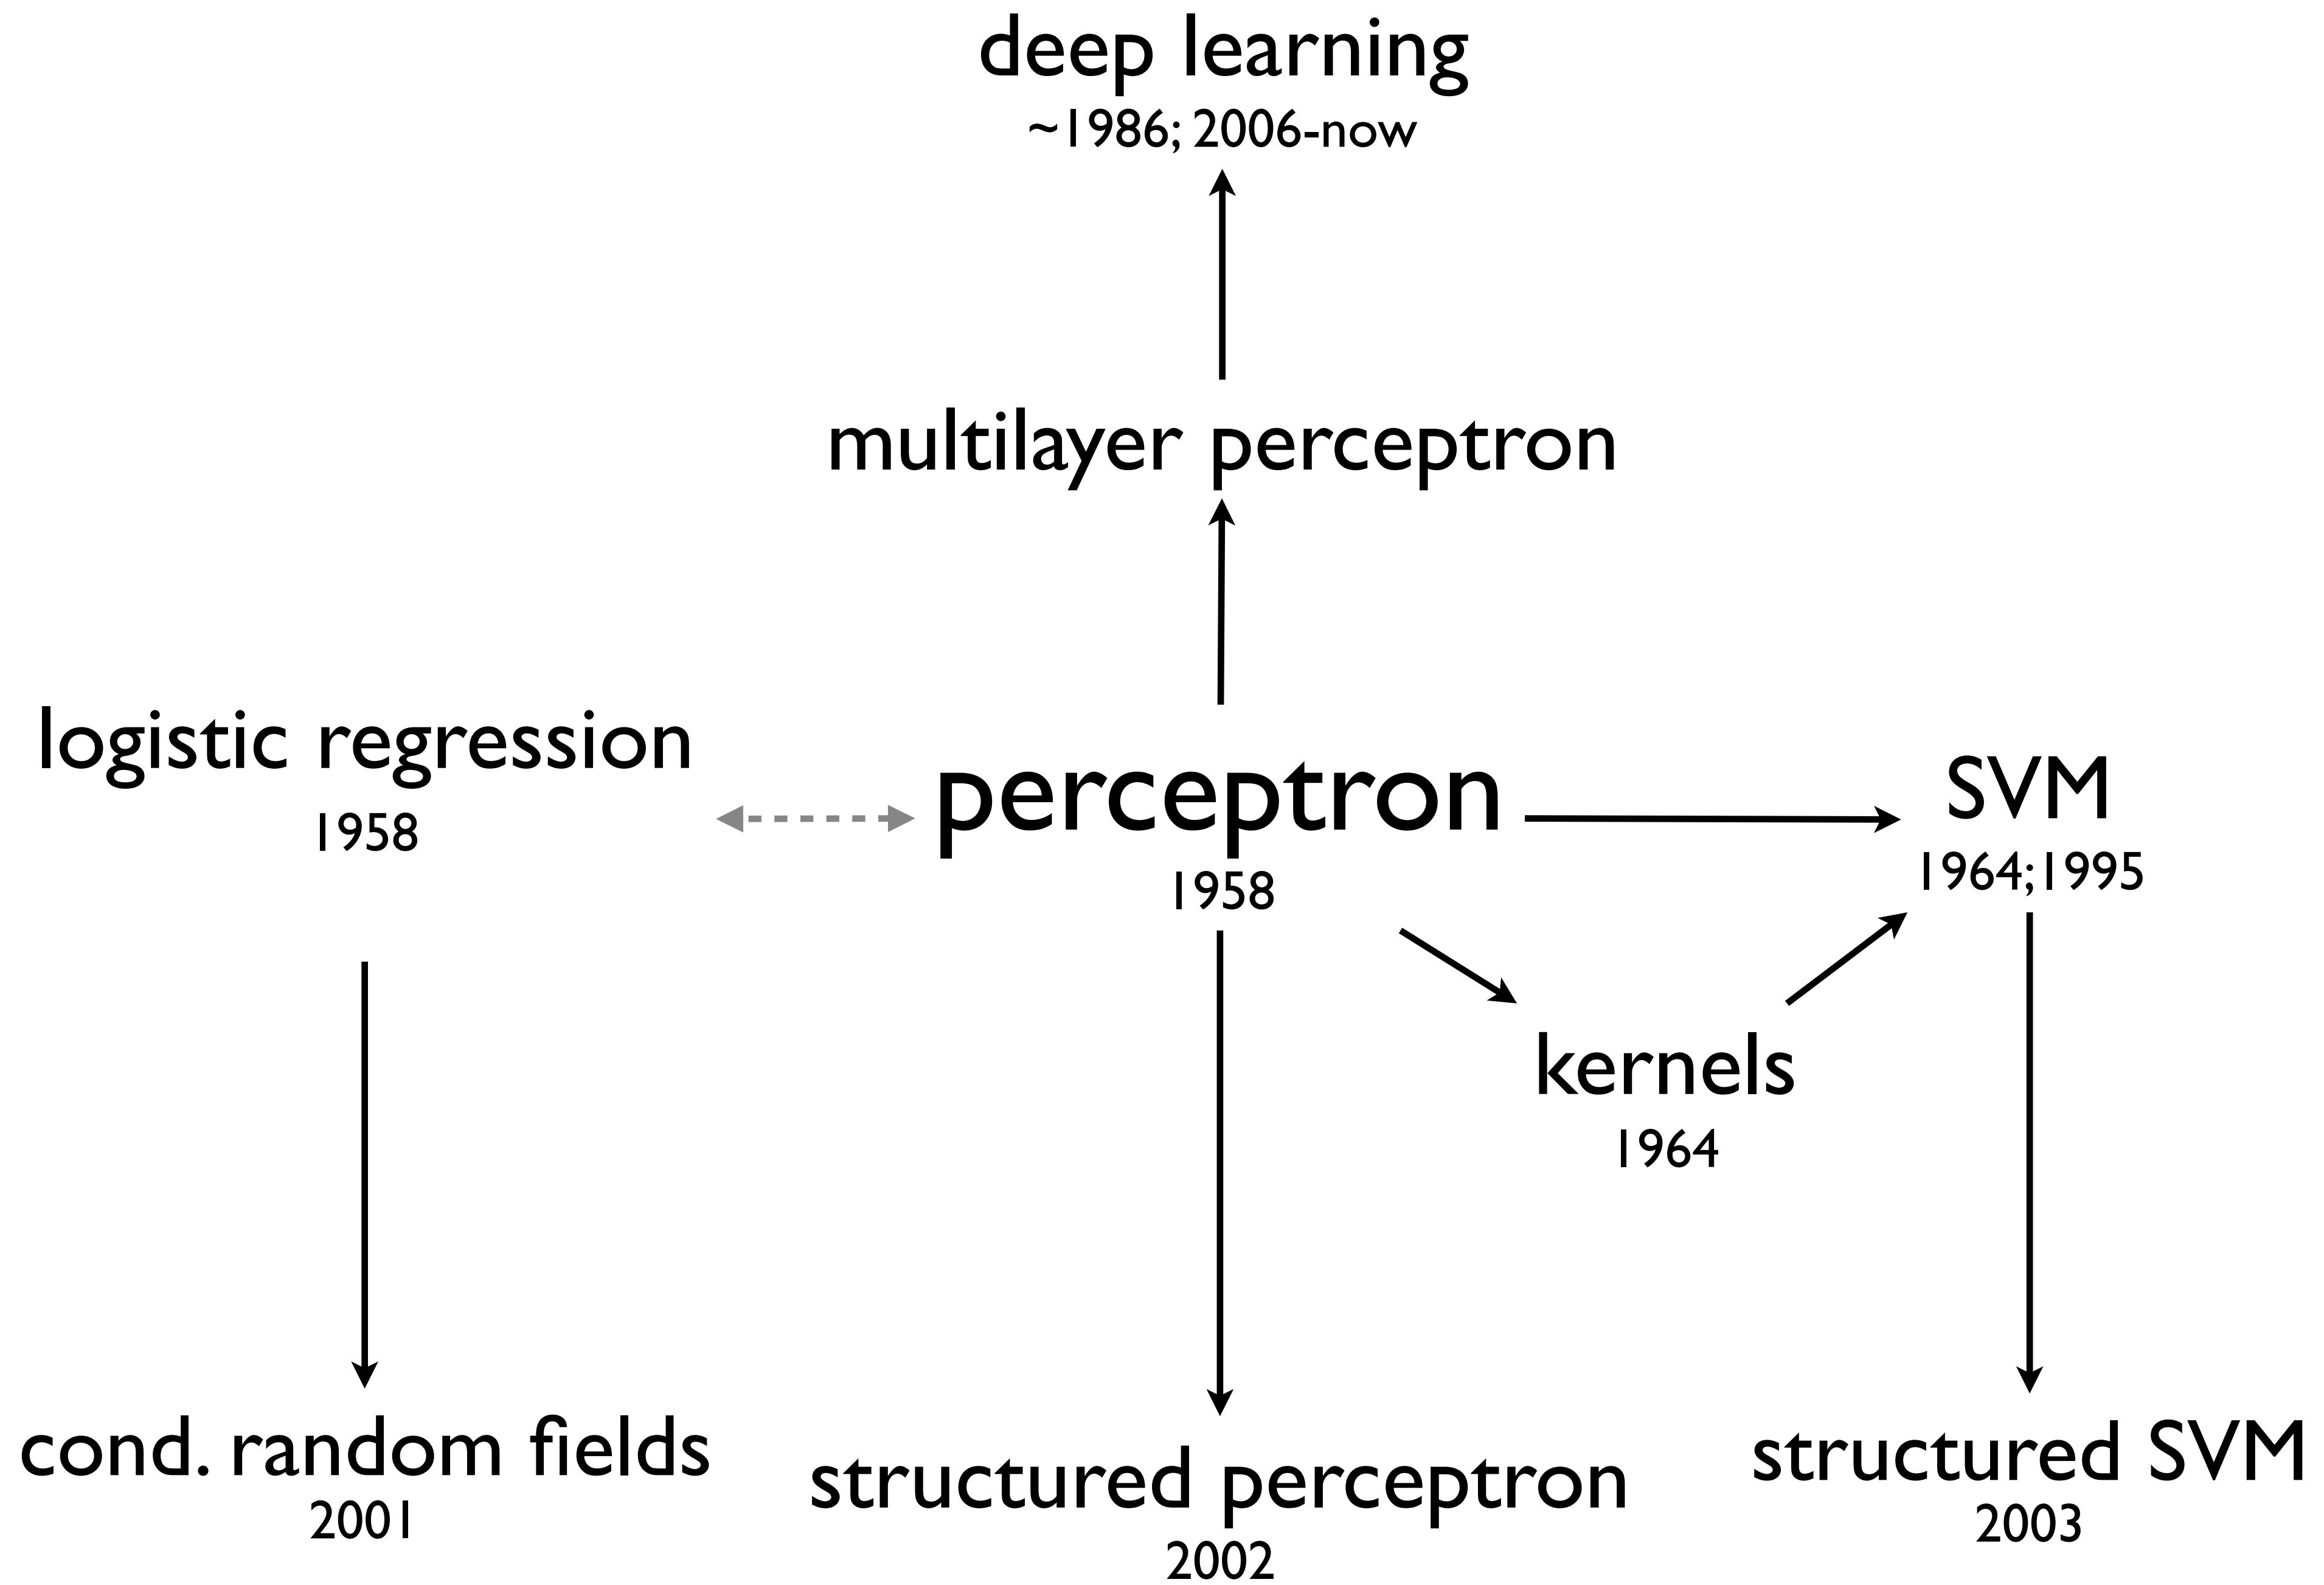 deep learning
~1986; 2006-now
multilayer perceptron
logistic regression
1958
perceptron
1958
SVM
1964;1995
kernels
1964
cond. random fields
2001
structured perceptron
2002
structured SVM
2003